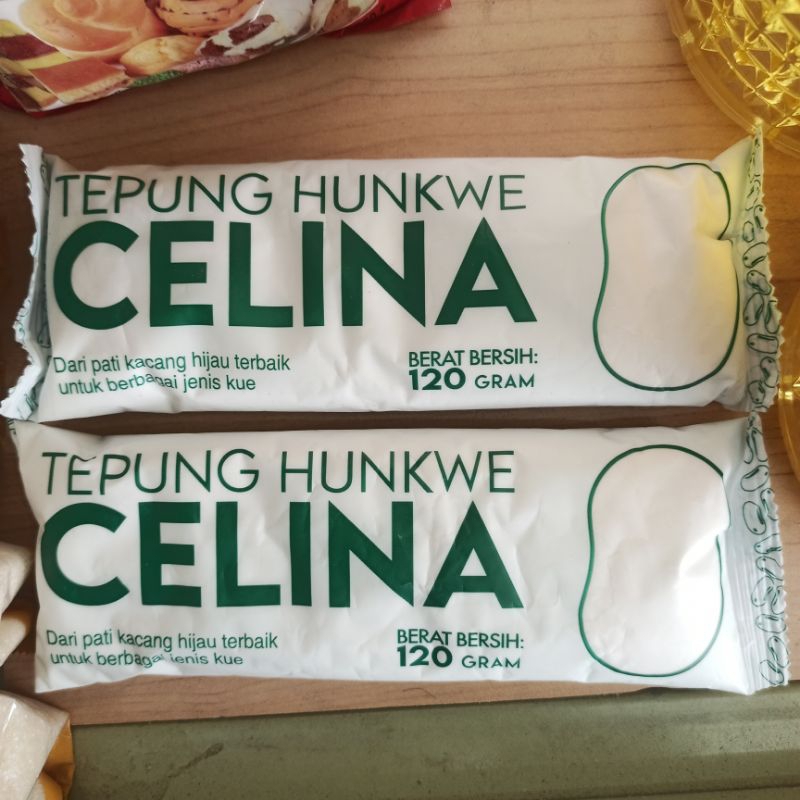 TEPUNG HUNKWE
CELINA
Dari pati kacang hijau terbaik
untuk berbagai jenis kue
BERAT BERSIH:
120 GRAM
TEPUNG HUNKWE
CELINA
Dari pati kacang hijau terbaik
untuk berbagai jenis kue
BERAT BERSIH:
120 GRAM